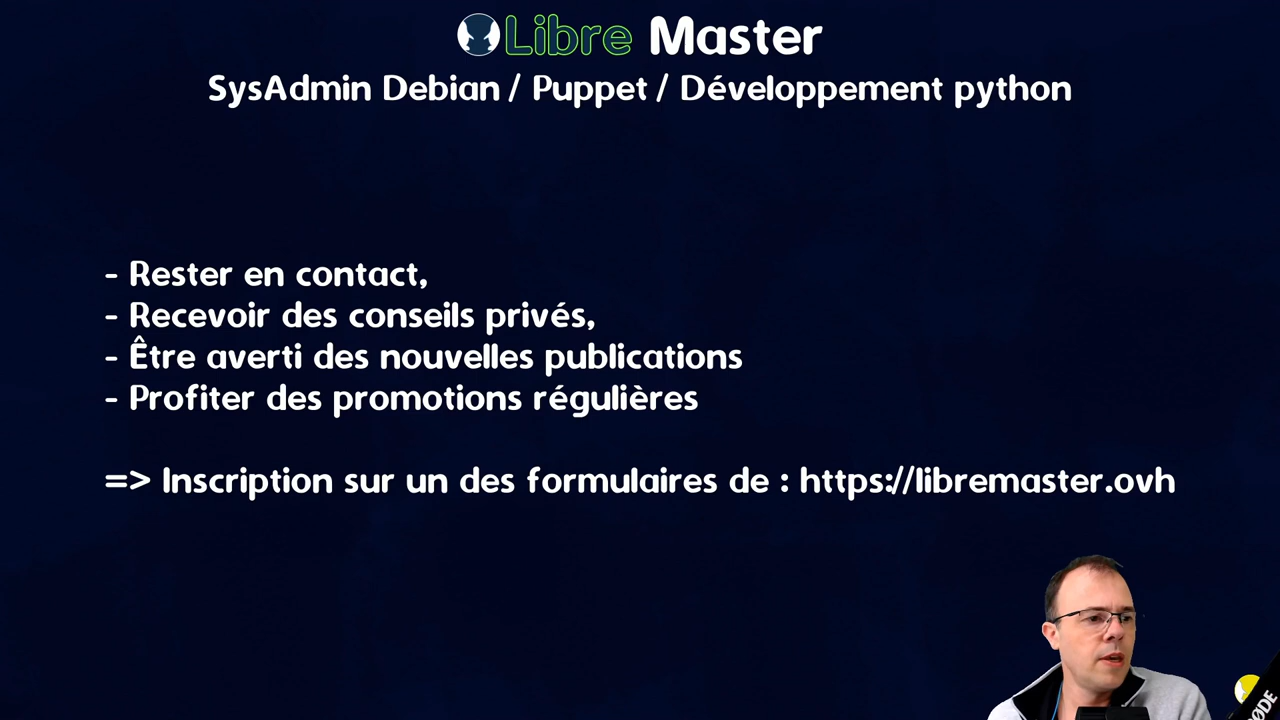 Libre Master
SysAdmin Debian / Puppet / Développement python
- Rester en contact,
- Recevoir des conseils privés,
- Être averti des nouvelles publications
- Profiter des promotions régulières
=> Inscription sur un des formulaires de : https://libremaster.ovh